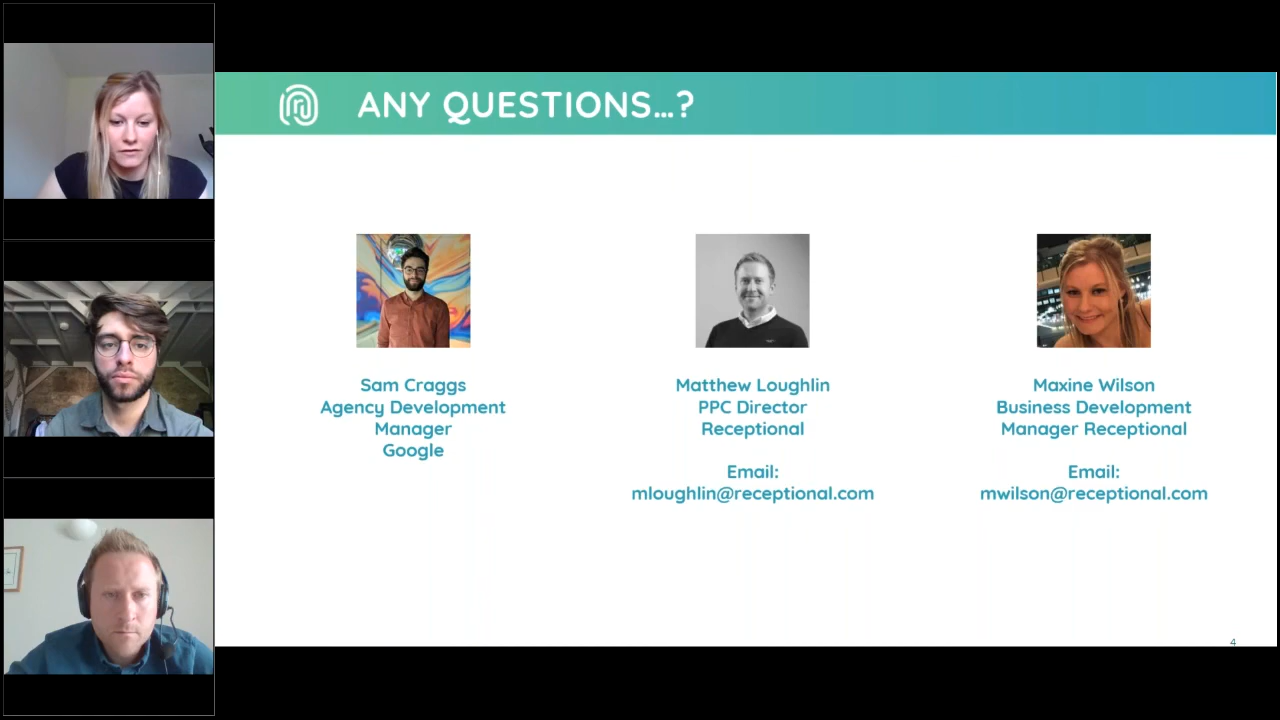 ANY QUESTIONS...?
Sam Craggs
Agency Development
Manager
Google
Matthew Loughlin
PPC Director
Receptional
Email:
mloughlin@receptional.com
Maxine Wilson
Business Development
Manager Receptional
Email:
mwilson@receptional.com
4